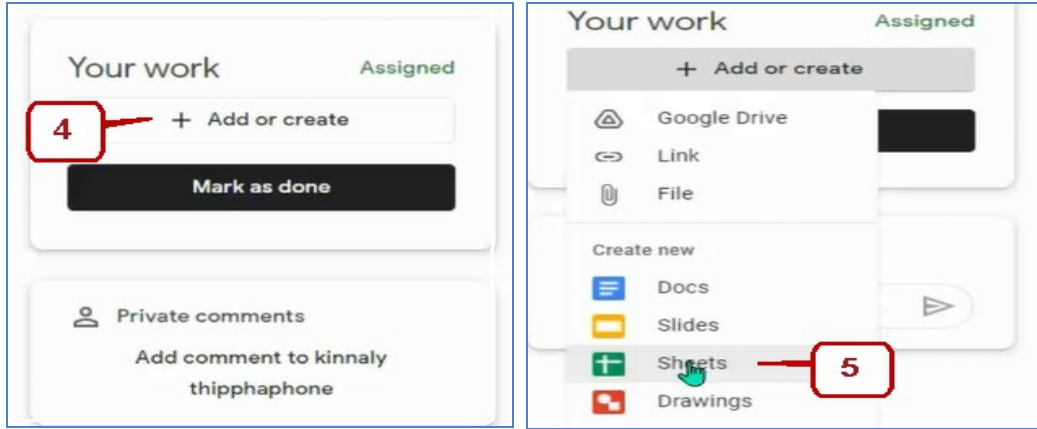 Your work
Assigned
4
+ Add or create
Mark as done
Private comments
Add comment to kinnaly
thipphaphone
Your work
Assigned
+ Add or create
Google Drive
Link
File
Create new
Docs
Slides
Sheets
5
Drawings